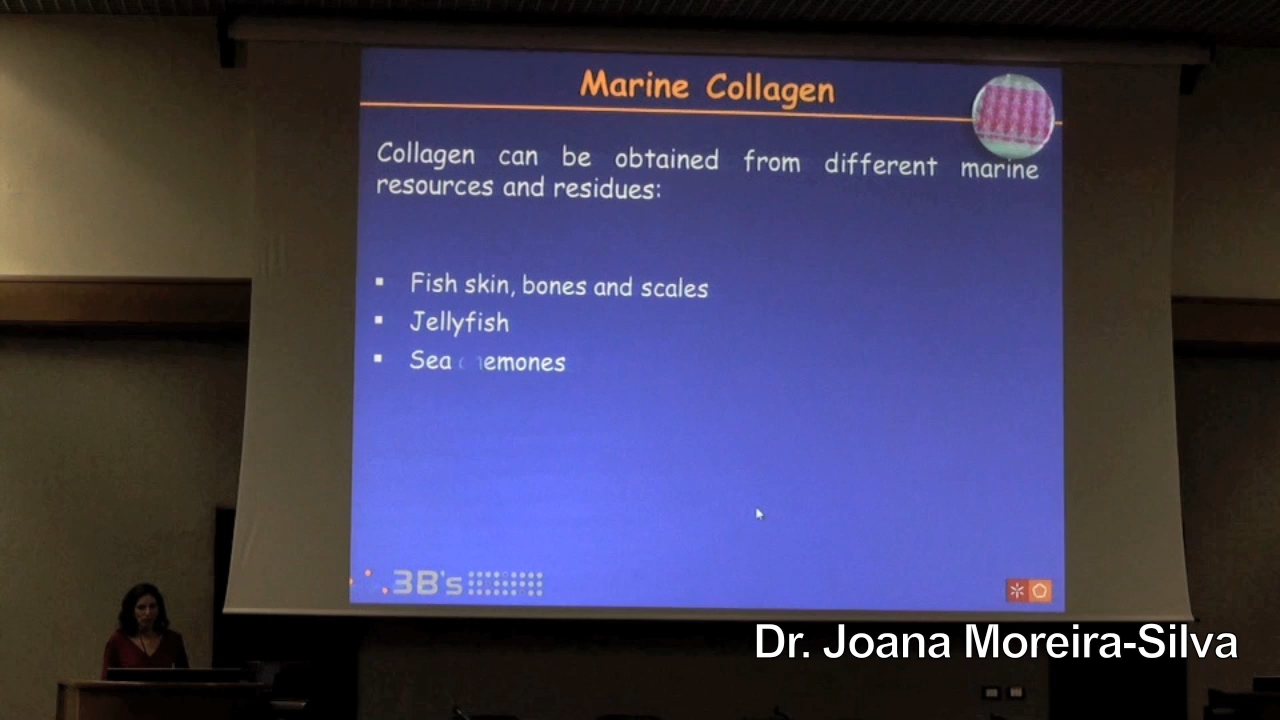 Marine Collagen
Collagen can be obtained from different marine
resources and residues:
▪ Fish skin, bones and scales
▪ Jellyfish
▪ Sea anemones
3B's
Dr. Joana Moreira-Silva